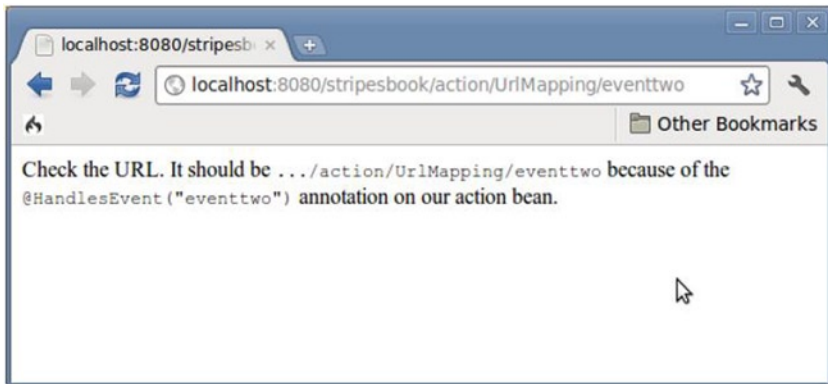 localhost:8080/stripesb
localhost:8080/stripesbook/action/UrlMapping/eventtwo
Other Bookmarks
Check the URL. It should be .../action/UrlMapping/eventtwo because of the
@HandlesEvent("eventtwo") annotation on our action bean.